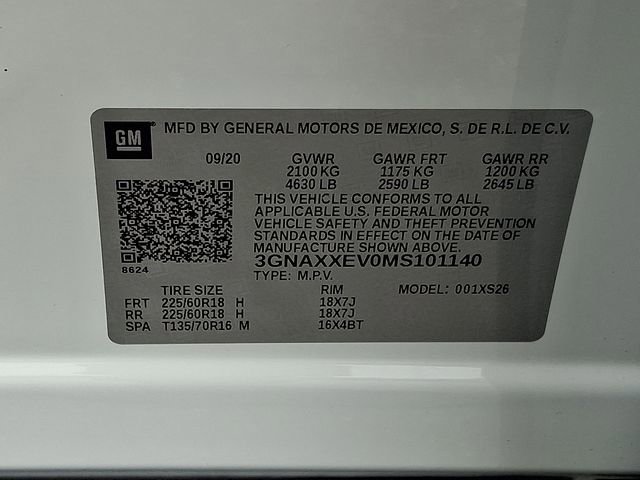 GM MFD BY GENERAL MOTORS DE MEXICO, S. DE R.L. DE C.V.
09/20 GVWR GAWR FRT GAWR RR
2100 KG 1175 KG 1200 KG
4630 LB 2590 LB 2645 LB
THIS VEHICLE CONFORMS TO ALL
APPLICABLE U.S. FEDERAL MOTOR
VEHICLE SAFETY AND THEFT PREVENTION
STANDARDS IN EFFECT ON THE DATE OF
MANUFACTURE SHOWN ABOVE.
3GNAXXEV0MS101140
8624 TYPE: M.P.V.
TIRE SIZE RIM MODEL: 001XS26
FRT 225/60R18 H 18X7J
RR 225/60R18 H 18X7J
SPA T135/70R16 M 16X4BT